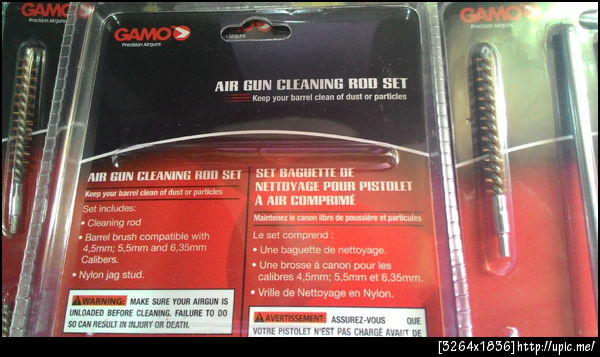 GAMO
Precision Airguns
Airguns
GAMO
Precision Airguns
AIR GUN CLEANING ROD SET
Keep your barrel clean of dust or particles
AIR GUN CLEANING ROD SET
Keep your barrel clean of dust or particles
Set includes:
• Cleaning rod
• Barrel brush compatible with
4,5mm; 5,5mm and 6,35mm
Calibers.
• Nylon jag stud.
WARNING: MAKE SURE YOUR AIRGUN IS
UNLOADED BEFORE CLEANING. FAILURE TO DO
SO CAN RESULT IN INJURY OR DEATH.
SET BAGUETTE DE
NETTOYAGE POUR PISTOLET
À AIR COMPRIMÉ
Maintenez le canon libre de poussière et particules
Le set comprend :
• Une baguette de nettoyage.
• Une brosse à canon pour les
calibres 4,5mm; 5,5mm et 6,35mm.
• Vrille de Nettoyage en Nylon.
AVERTISSEMENT: ASSUREZ-VOUS QUE
VOTRE PISTOLET N'EST PAS CHARGÉ AVANT DE
[3264x1836]http://upic.me/